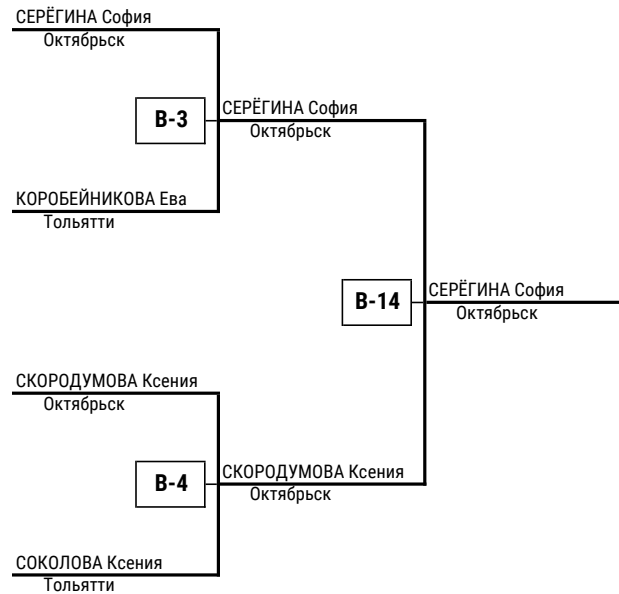 СЕРЁГИНА София
Октябрьск
В-3
СЕРЁГИНА София
Октябрьск
КОРОБЕЙНИКОВА Ева
Тольятти
В-14
СЕРЁГИНА София
Октябрьск
СКОРОДУМОВА Ксения
Октябрьск
В-4
СКОРОДУМОВА Ксения
Октябрьск
СОКОЛОВА Ксения
Тольятти